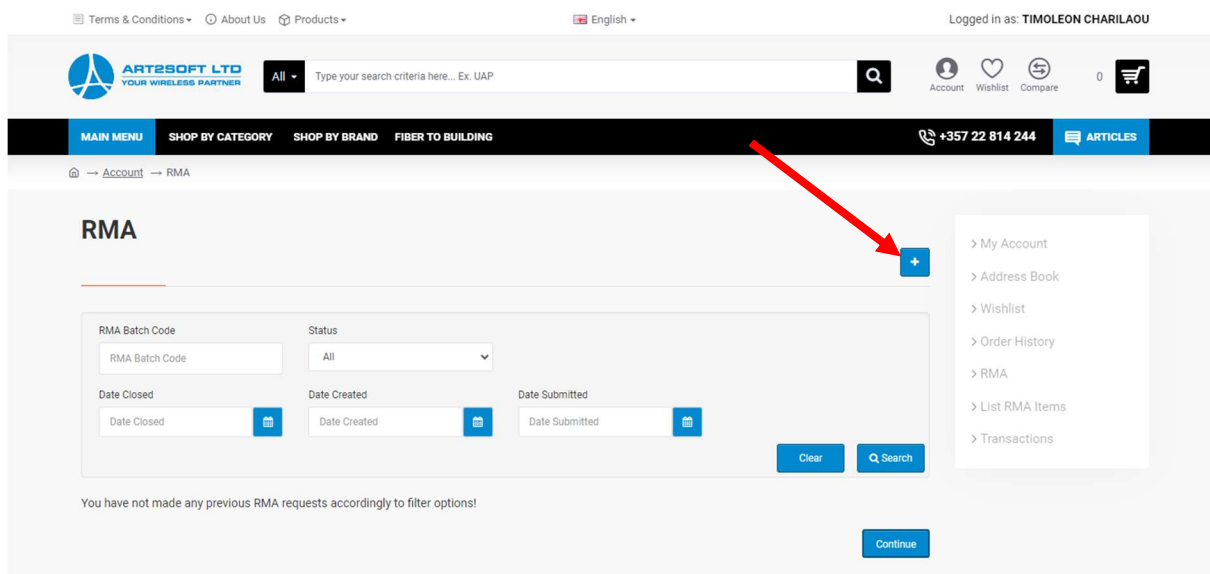 Terms & Conditions About Us Products English Logged in as: TIMOLEON CHARILAOU
ART2SOFT LTD
YOUR WIRELESS PARTNER
All Type your search criteria here... Ex. UAP
Account Wishlist Compare 0
MAIN MENU SHOP BY CATEGORY SHOP BY BRAND FIBER TO BUILDING +357 22 814 244 ARTICLES
→ Account → RMA
RMA
+
> My Account
> Address Book
> Wishlist
> Order History
> RMA
> List RMA Items
> Transactions
RMA Batch Code Status
RMA Batch Code All
Date Closed Date Created Date Submitted
Date Closed Date Created Date Submitted
Clear Search
You have not made any previous RMA requests accordingly to filter options!
Continue